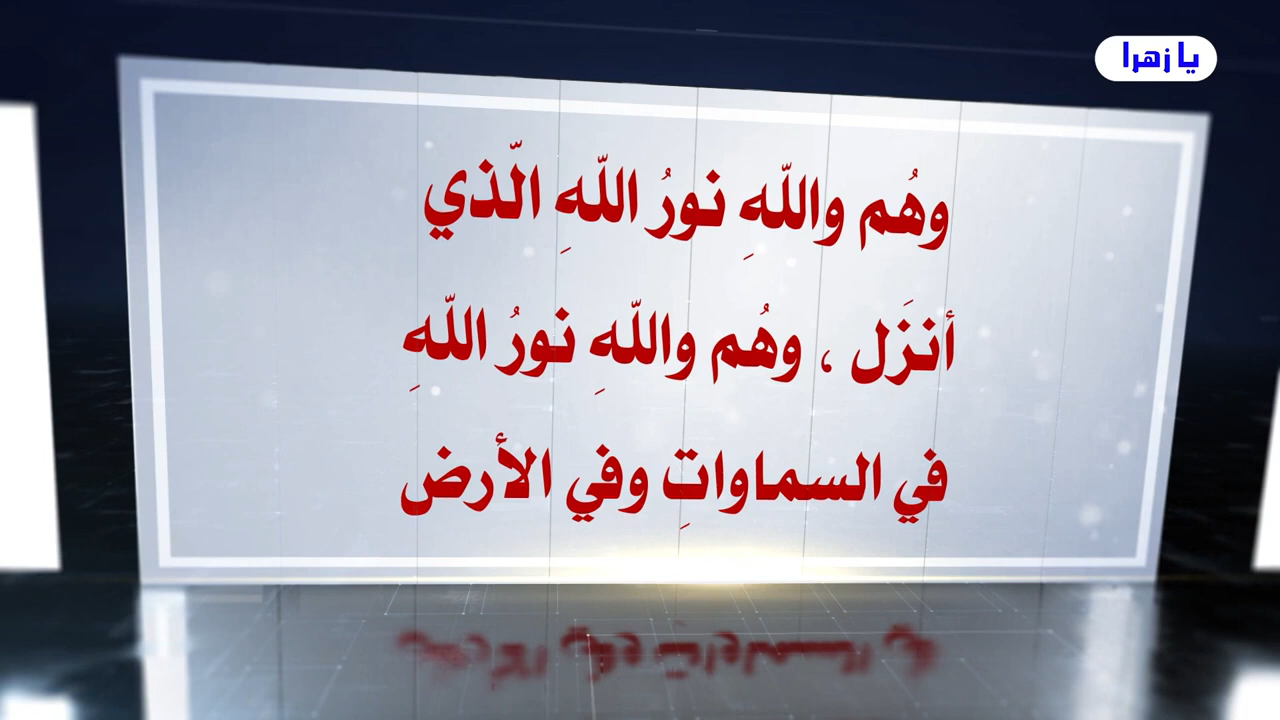 يا زهرا
وهُم واللّهِ نورُ اللّهِ الّذي
أنزَل ، وهُم واللّهِ نورُ اللّهِ
في السماواتِ وفي الأرض